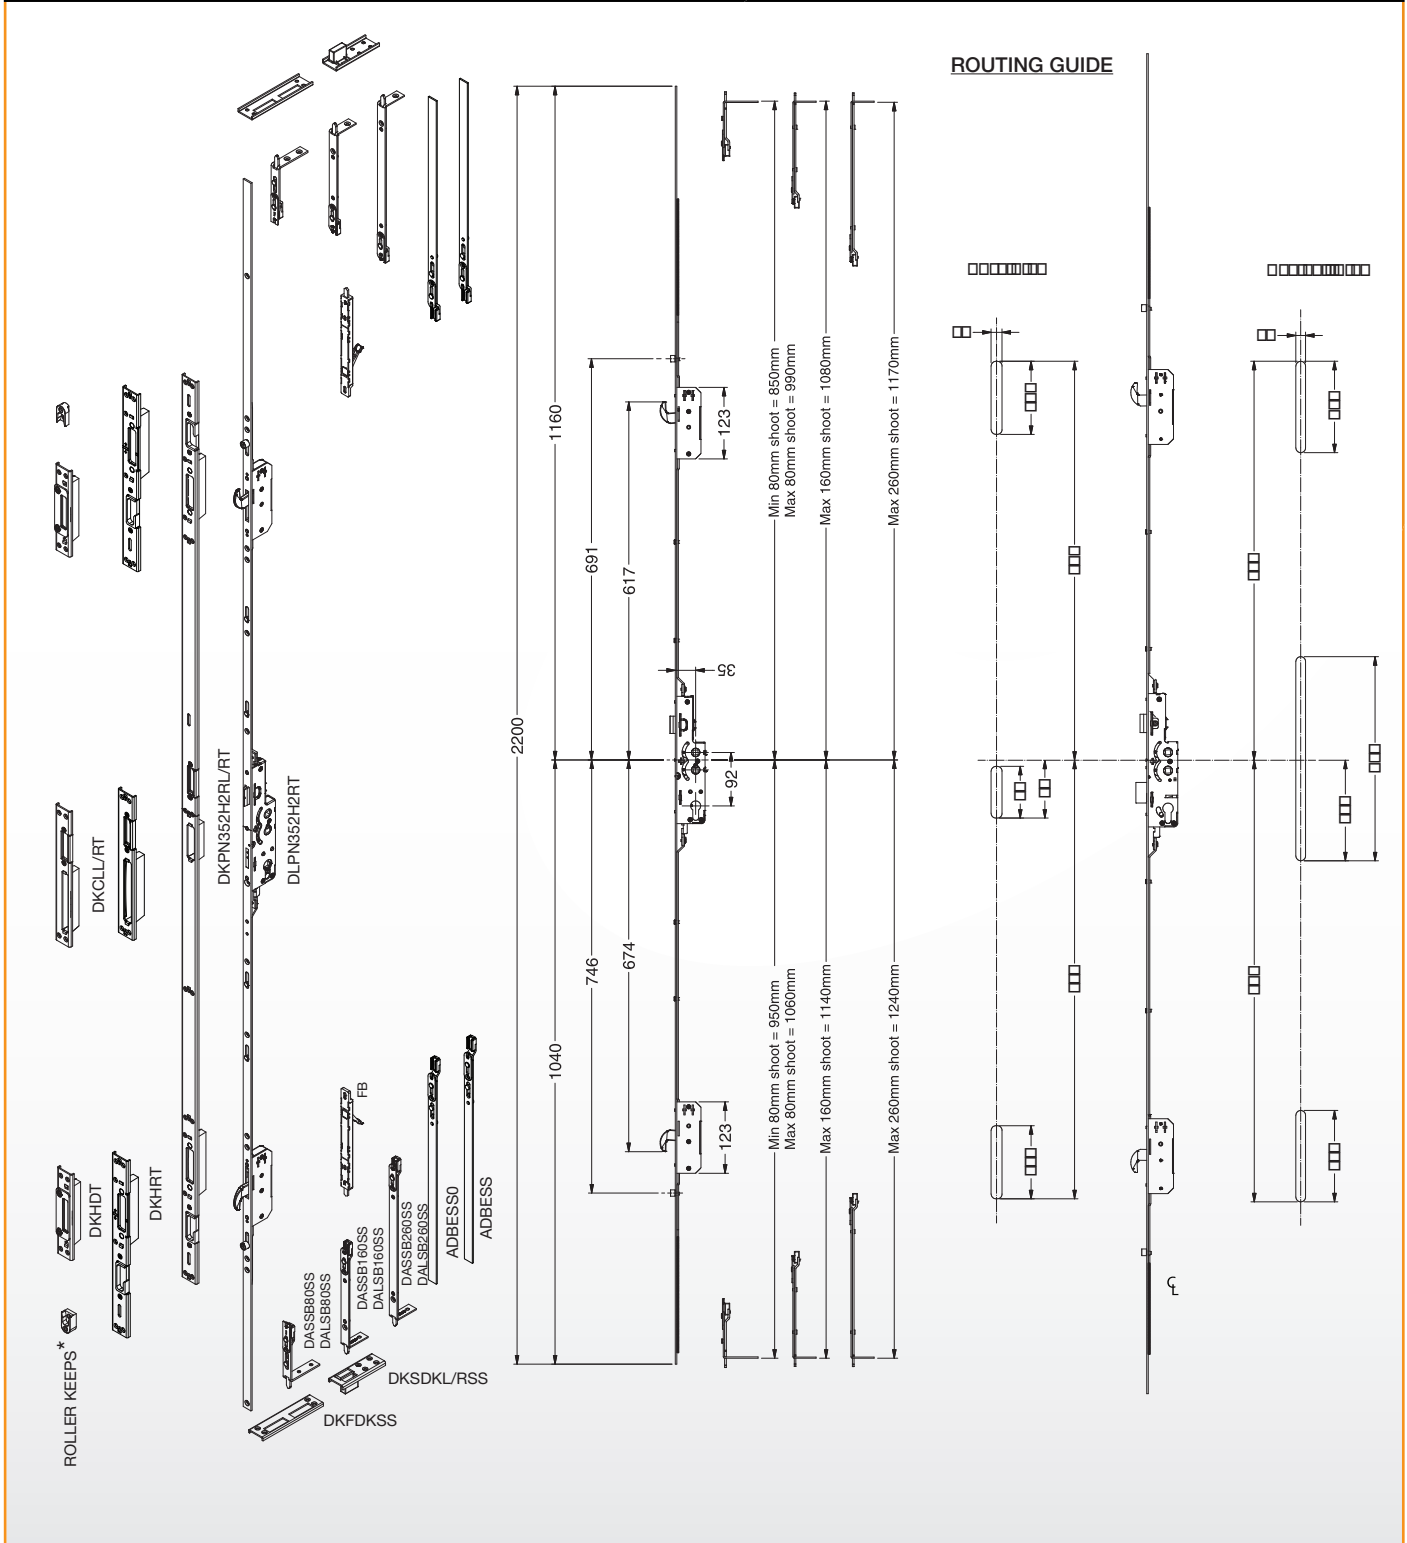 ROUTING GUIDE
2200
1160
1040
691
617
746
674
123
123
35
92
Min 80mm shoot = 850mm
Max 80mm shoot = 990mm
Max 160mm shoot = 1080mm
Max 260mm shoot = 1170mm
Min 80mm shoot = 950mm
Max 80mm shoot = 1060mm
Max 160mm shoot = 1140mm
Max 260mm shoot = 1240mm
DKCLL/RT
DKPN352H2RL/RT
DLPN352H2RT
FB
DKHDT
DKHRT
ROLLER KEEPS*
DASSB80SS
DALSB80SS
DASSB160SS
DALSB160SS
DASSB260SS
DALSB260SS
ADBESS0
ADBESS
DKSDKL/RSS
DKFDKSS
℄